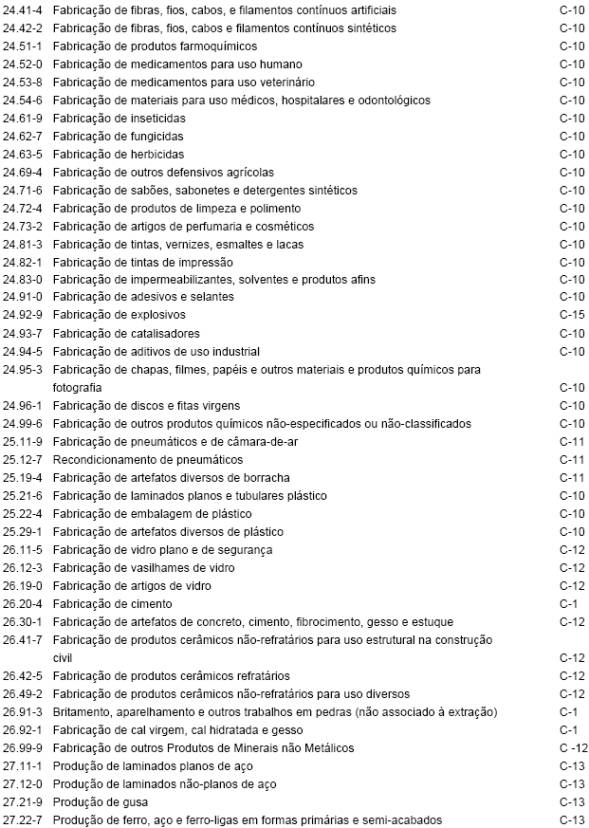 24.41-4 Fabricação de fibras, fios, cabos, e filamentos contínuos artificiais C-10
24.42-2 Fabricação de fibras, fios, cabos e filamentos contínuos sintéticos C-10
24.51-1 Fabricação de produtos farmoquímicos C-10
24.52-0 Fabricação de medicamentos para uso humano C-10
24.53-8 Fabricação de medicamentos para uso veterinário C-10
24.54-6 Fabricação de materiais para uso médicos, hospitalares e odontológicos C-10
24.61-9 Fabricação de inseticidas C-10
24.62-7 Fabricação de fungicidas C-10
24.63-5 Fabricação de herbicidas C-10
24.69-4 Fabricação de outros defensivos agrícolas C-10
24.71-6 Fabricação de sabões, sabonetes e detergentes sintéticos C-10
24.72-4 Fabricação de produtos de limpeza e polimento C-10
24.73-2 Fabricação de artigos de perfumaria e cosméticos C-10
24.81-3 Fabricação de tintas, vernizes, esmaltes e lacas C-10
24.82-1 Fabricação de tintas de impressão C-10
24.83-0 Fabricação de impermeabilizantes, solventes e produtos afins C-10
24.91-0 Fabricação de adesivos e selantes C-10
24.92-9 Fabricação de explosivos C-15
24.93-7 Fabricação de catalisadores C-10
24.94-5 Fabricação de aditivos de uso industrial C-10
24.95-3 Fabricação de chapas, filmes, papéis e outros materiais e produtos químicos para
fotografia C-10
24.96-1 Fabricação de discos e fitas virgens C-10
24.99-6 Fabricação de outros produtos químicos não-especificados ou não-classificados C-10
25.11-9 Fabricação de pneumáticos e de câmara-de-ar C-11
25.12-7 Recondicionamento de pneumáticos C-11
25.19-4 Fabricação de artefatos diversos de borracha C-11
25.21-6 Fabricação de laminados planos e tubulares plástico C-10
25.22-4 Fabricação de embalagem de plástico C-10
25.29-1 Fabricação de artefatos diversos de plástico C-10
26.11-5 Fabricação de vidro plano e de segurança C-12
26.12-3 Fabricação de vasilhames de vidro C-12
26.19-0 Fabricação de artigos de vidro C-12
26.20-4 Fabricação de cimento C-1
26.30-1 Fabricação de artefatos de concreto, cimento, fibrocimento, gesso e estuque C-12
26.41-7 Fabricação de produtos cerâmicos não-refratários para uso estrutural na construção
civil C-12
26.42-5 Fabricação de produtos cerâmicos refratários C-12
26.49-2 Fabricação de produtos cerâmicos não-refratários para uso diversos C-12
26.91-3 Britamento, aparelhamento e outros trabalhos em pedras (não associado à extração) C-1
26.92-1 Fabricação de cal virgem, cal hidratada e gesso C-1
26.99-9 Fabricação de outros Produtos de Minerais não Metálicos C -12
27.11-1 Produção de laminados planos de aço C-13
27.12-0 Produção de laminados não-planos de aço C-13
27.21-9 Produção de gusa C-13
27.22-7 Produção de ferro, aço e ferro-ligas em formas primárias e semi-acabados C-13